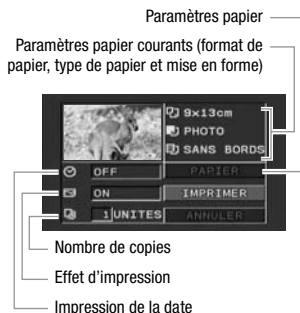 Paramètres papier
Paramètres papier courants (format de
papier, type de papier et mise en forme)
9x13cm
PHOTO
SANS BORDS
OFF
PAPIER
ON
IMPRIMER
1 UNITES
ANNULER
Nombre de copies
Effet d'impression
Impression de la date